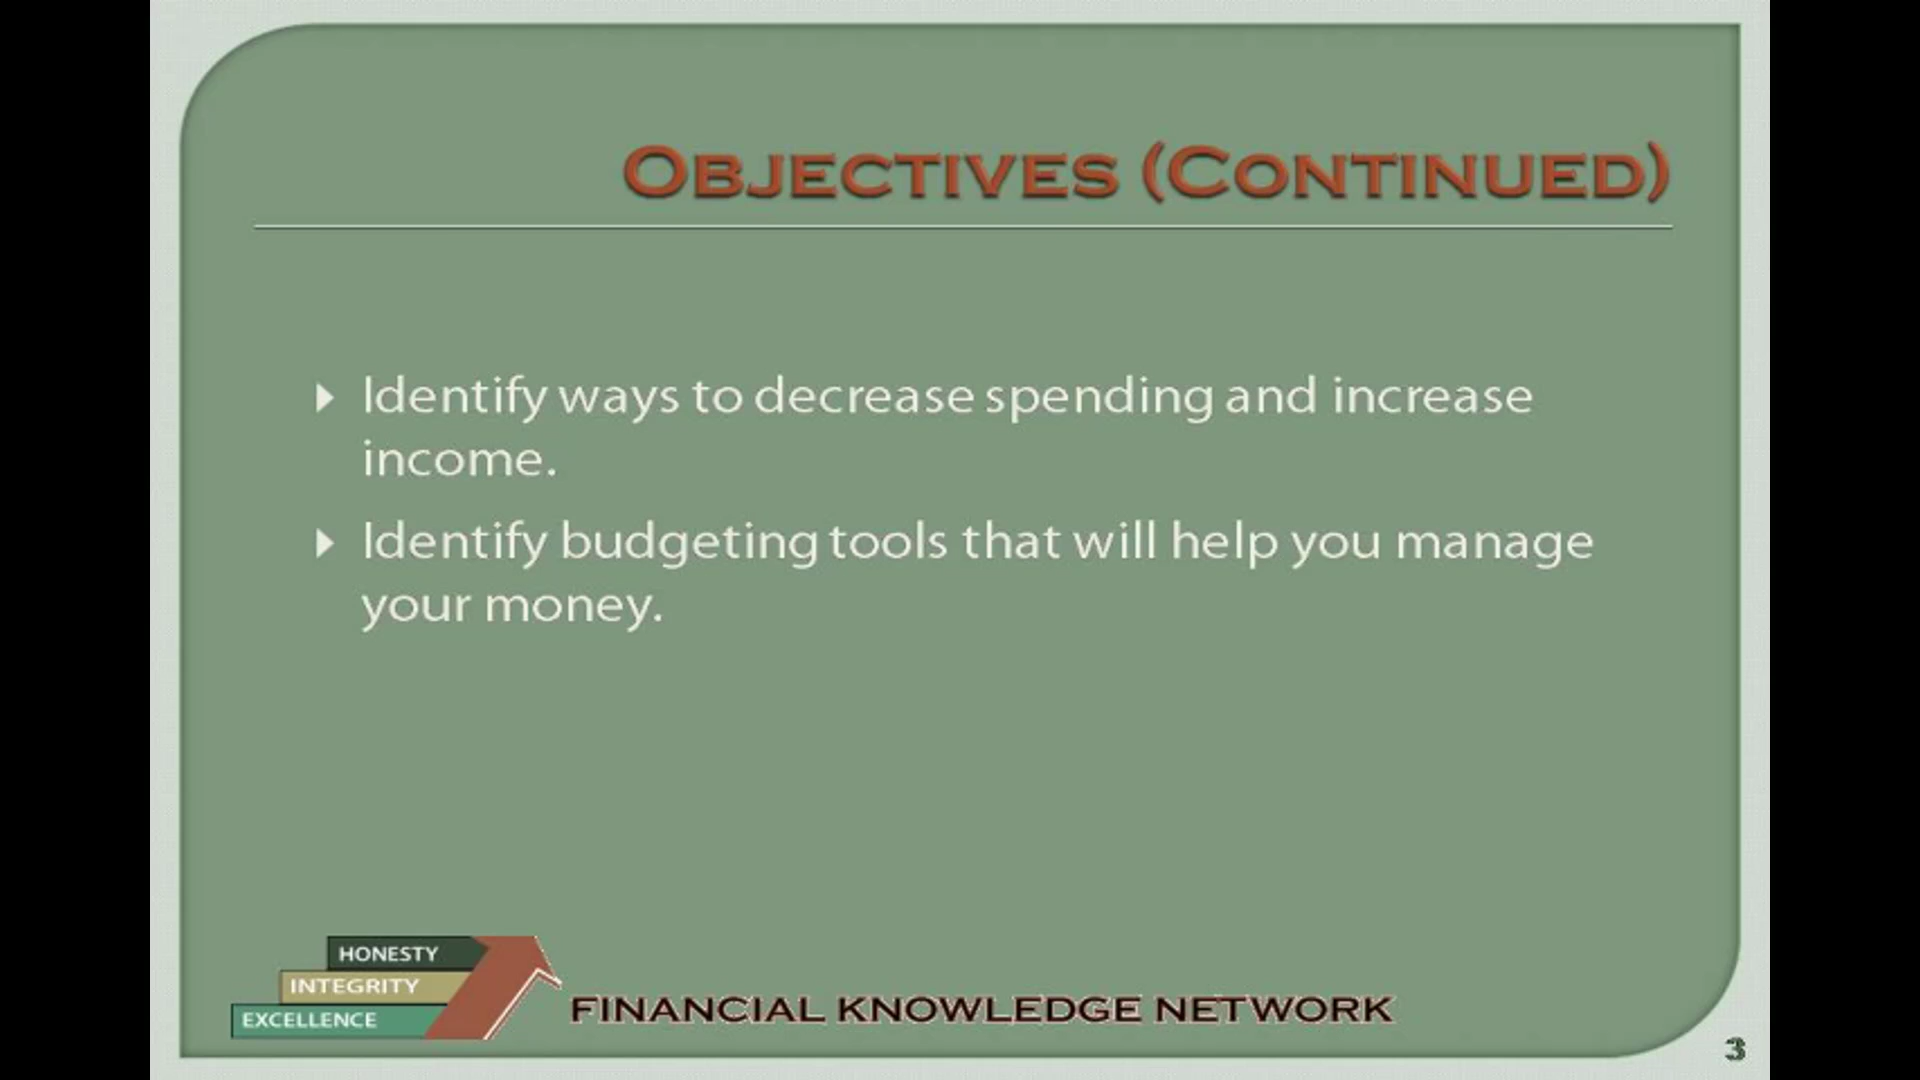 OBJECTIVES (CONTINUED)
Identify ways to decrease spending and increase
income.
Identify budgeting tools that will help you manage
your money.
HONESTY
INTEGRITY
EXCELLENCE
FINANCIAL KNOWLEDGE NETWORK
3